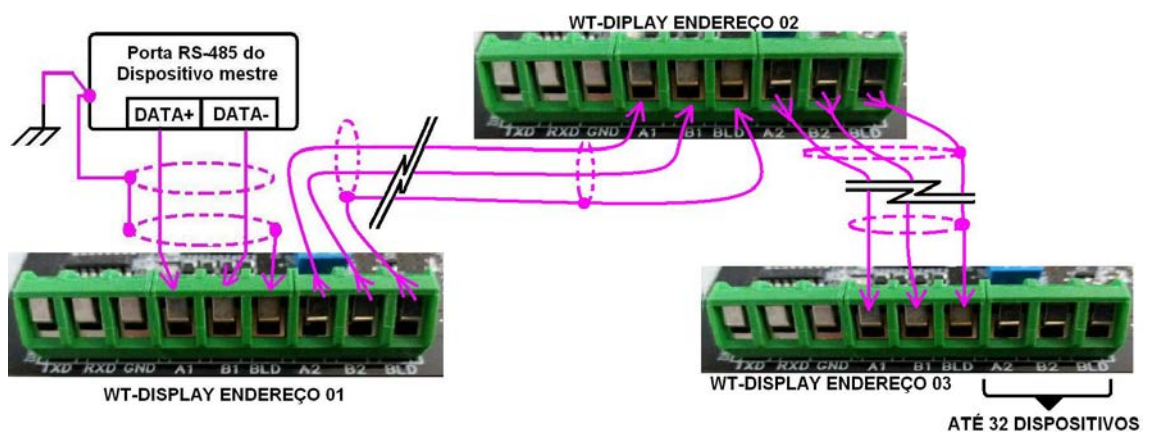 WT-DIPLAY ENDEREÇO 02
Porta RS-485 do
Dispositivo mestre
DATA+ DATA-
TXD RXD GND A1 B1 BLD A2 B2 BLD
TXD RXD GND A1 B1 BLD A2 B2 BLD
WT-DISPLAY ENDEREÇO 01
TXD RXD GND A1 B1 BLD A2 B2 BLD
WT-DISPLAY ENDEREÇO 03
ATÉ 32 DISPOSITIVOS